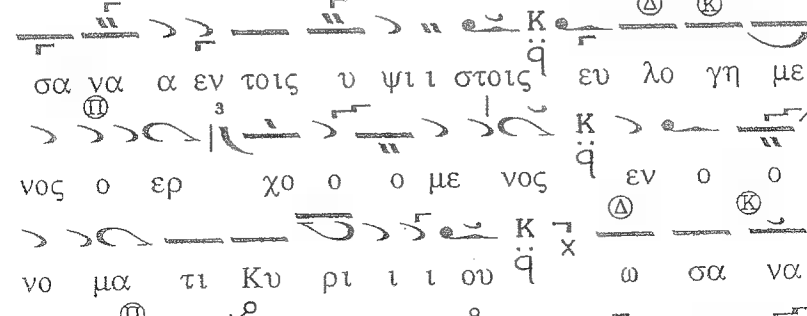 Δ Κ
Κ
σα να α εν τοις υ ψι ι στοις q̈ ευ λο γη με
Π 3
Κ
νος ο ερ χο ο ο με νος q̈ εν ο ο
Δ Κ
Κ
χ
νο μα τι Κυ ρι ι ι ου q̈ ω σα να
Π